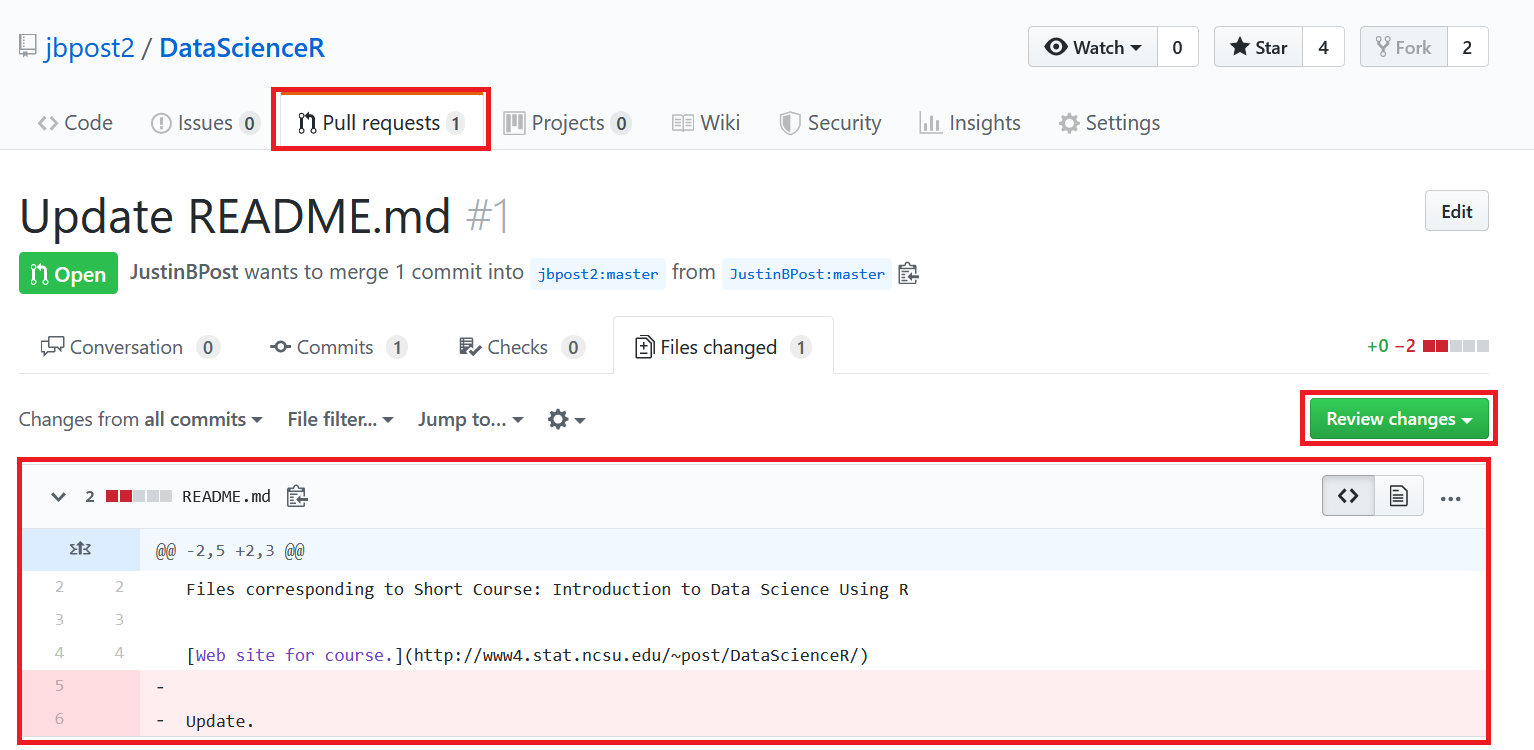 jbpost2 / DataScienceR
Watch 0 Star 4 Fork 2
Code Issues 0 Pull requests 1 Projects 0 Wiki Security Insights Settings
Update README.md #1
Edit
Open JustinBPost wants to merge 1 commit into jbpost2:master from JustinBPost:master
Conversation 0 Commits 1 Checks 0 Files changed 1 +0 −2
Changes from all commits File filter... Jump to... Review changes
2 README.md ...
@@ -2,5 +2,3 @@
2 2 Files corresponding to Short Course: Introduction to Data Science Using R
3 3
4 4 [Web site for course.](http://www4.stat.ncsu.edu/~post/DataScienceR/)
5 -
6 - Update.